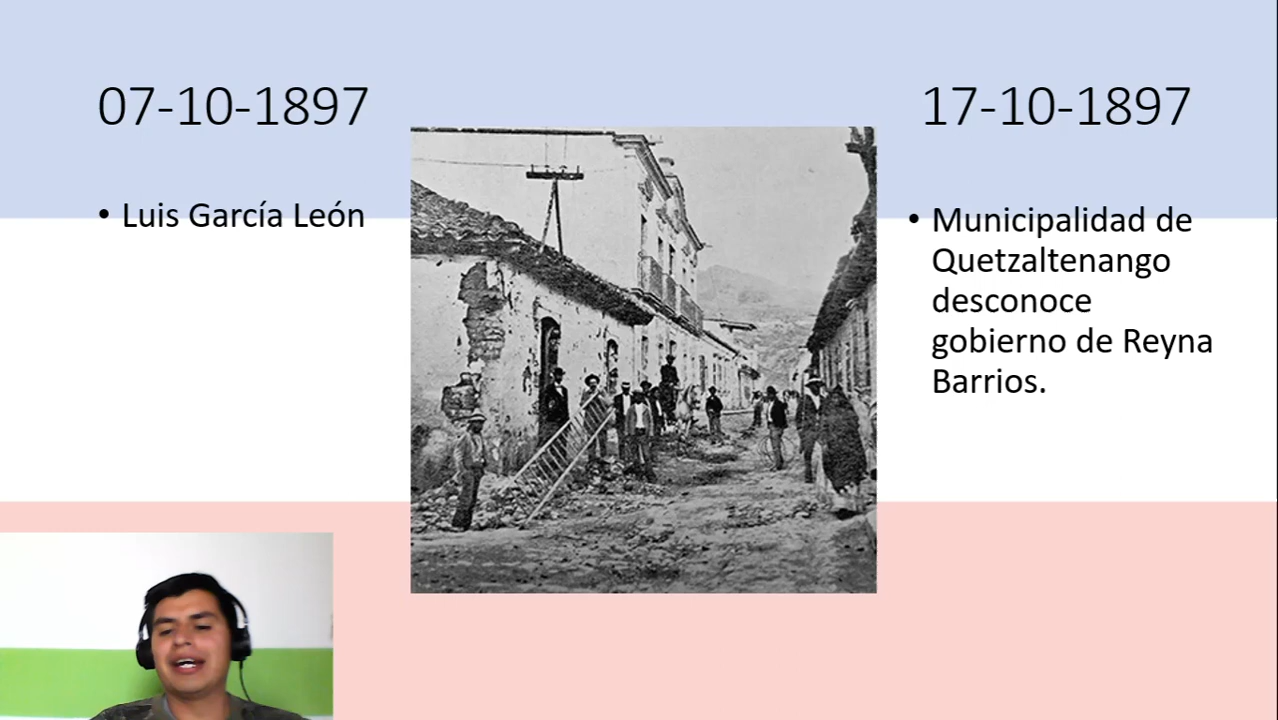 07-10-1897
• Luis García León
17-10-1897
• Municipalidad de
Quetzaltenango
desconoce
gobierno de Reyna
Barrios.